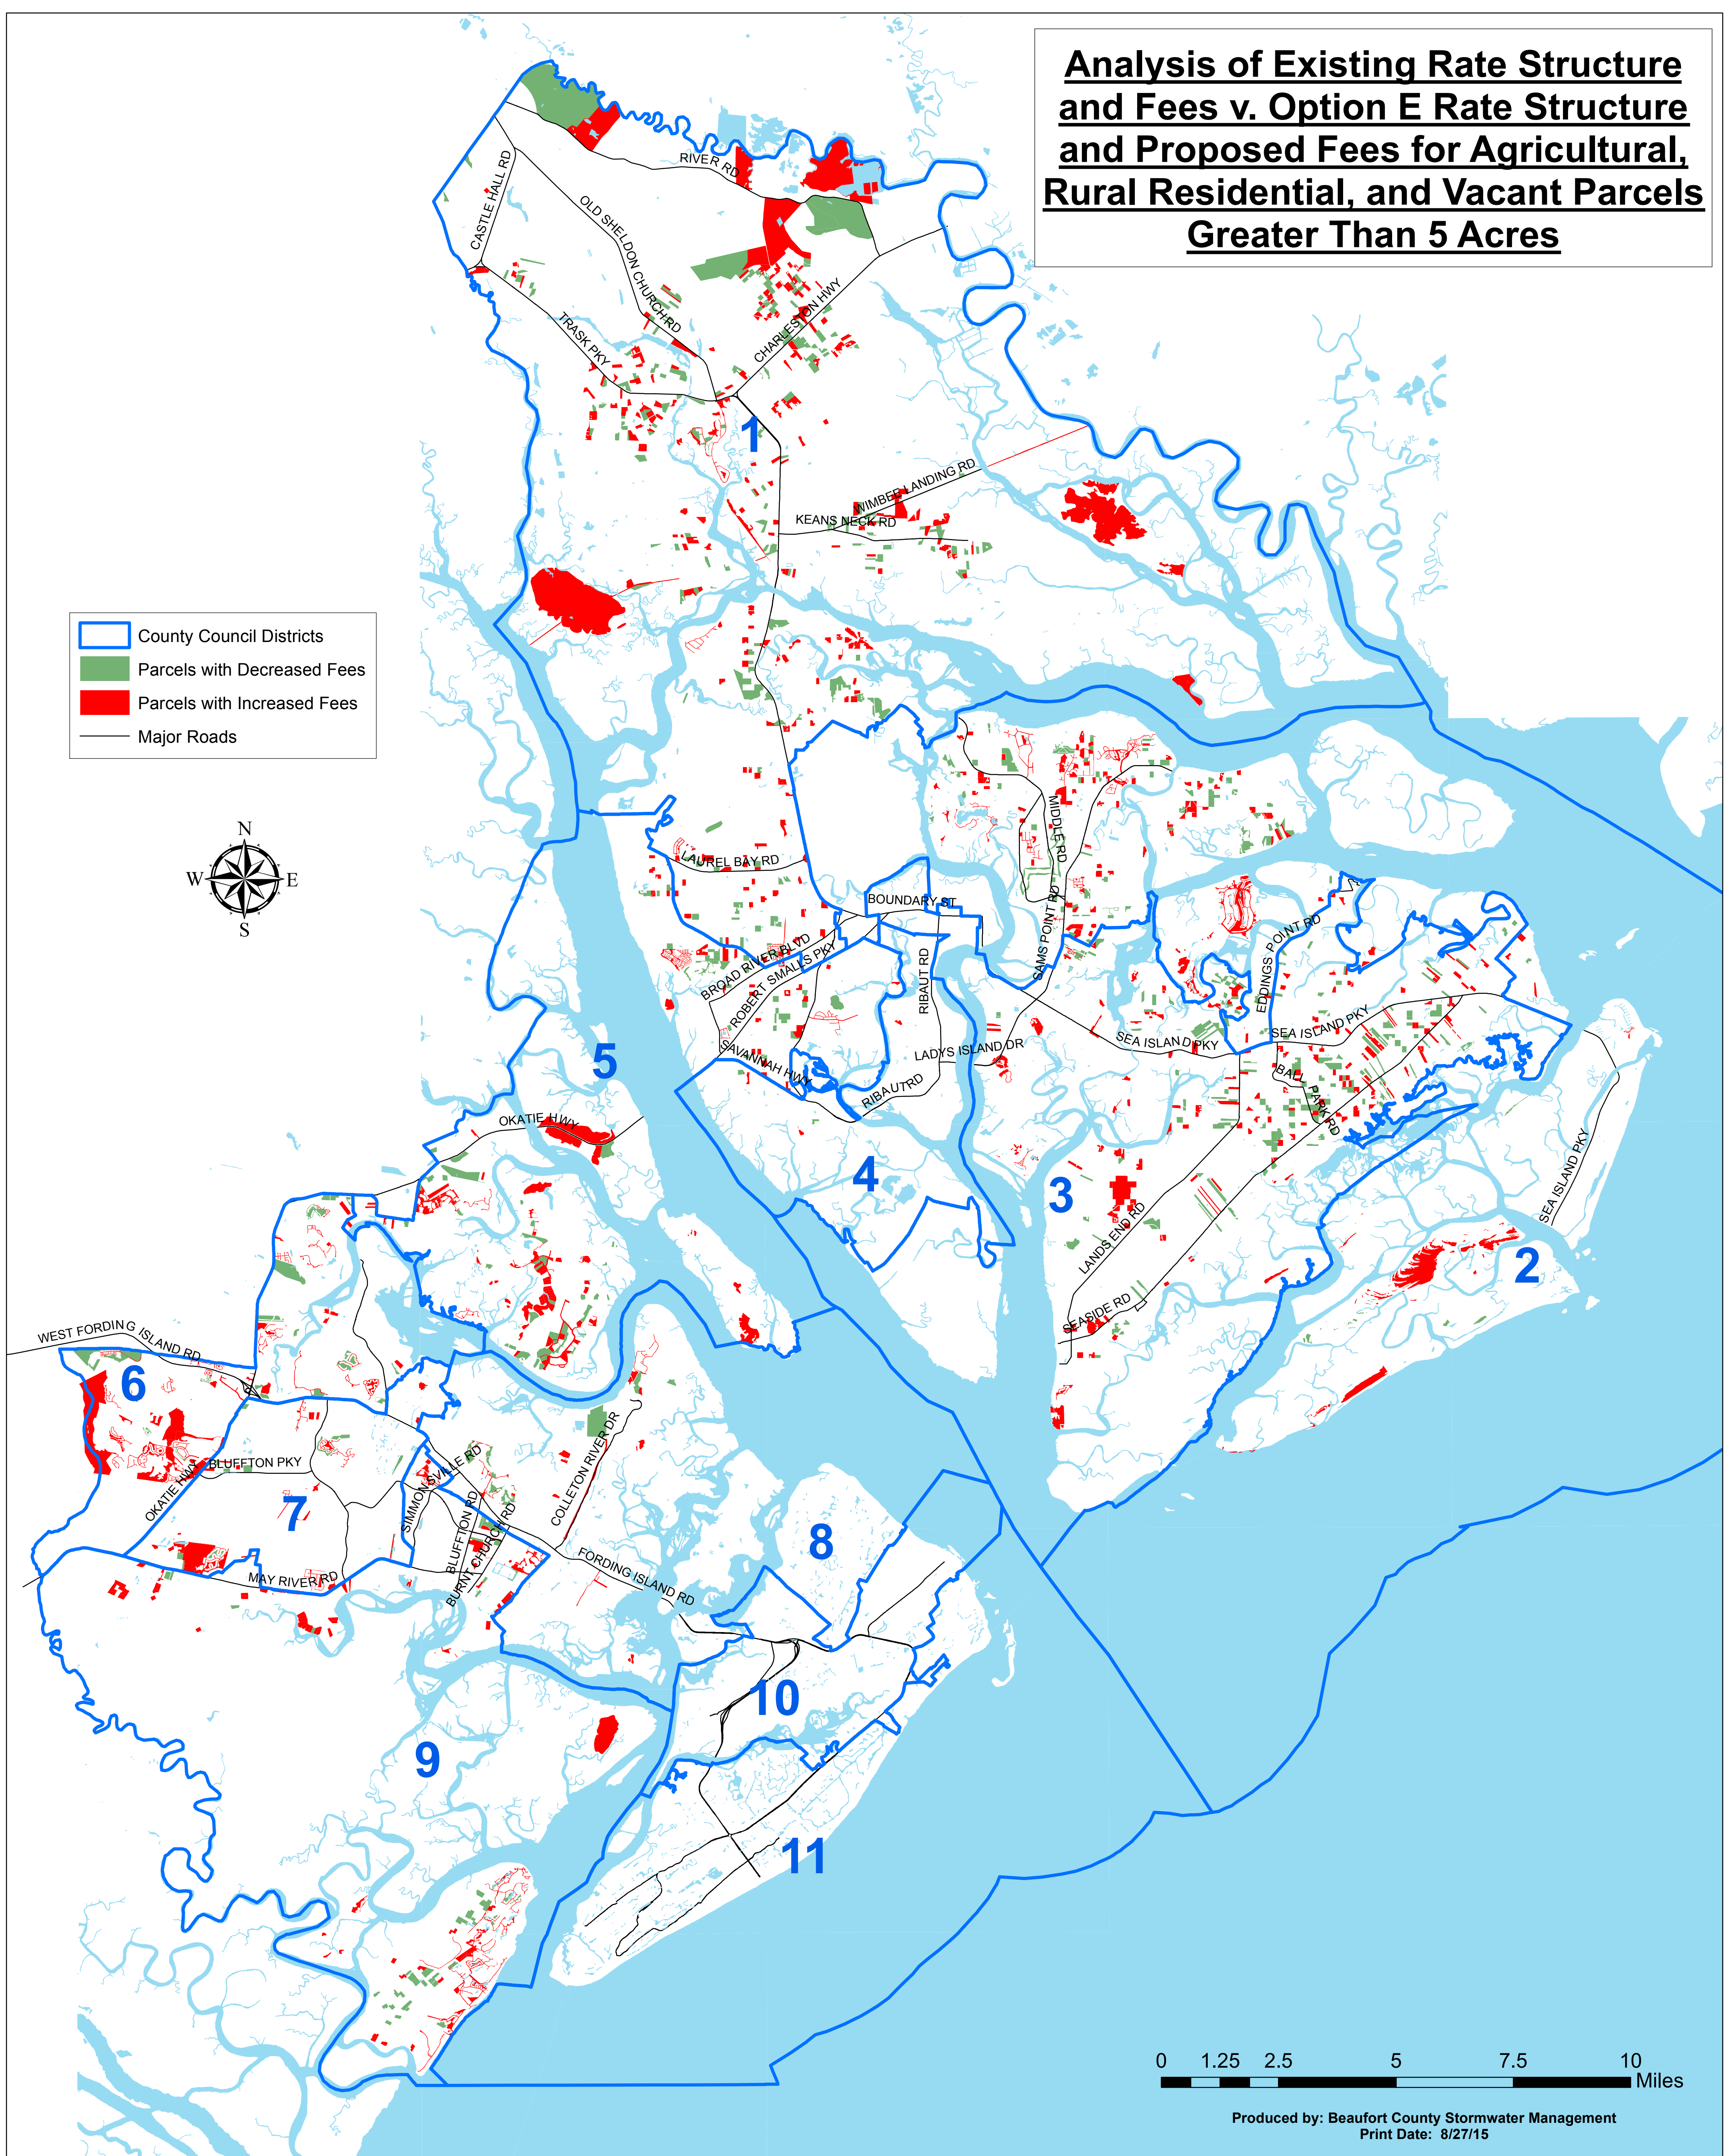 Analysis of Existing Rate Structure
and Fees v. Option E Rate Structure
and Proposed Fees for Agricultural,
Rural Residential, and Vacant Parcels
Greater Than 5 Acres
RIVER RD
CASTLE HALL RD
OLD SHELDON CHURCH RD
CHARLESTON HWY
TRASK PKY
1
WIMBEE LANDING RD
KEANS NECK RD
County Council Districts
Parcels with Decreased Fees
Parcels with Increased Fees
Major Roads
N
W
E
S
MIDDLE RD
LAUREL BAY RD
BOUNDARY ST
SAMS POINT RD
EDDINGS POINT RD
BROAD RIVER BLVD
ROBERT SMALLS PKY
RIBAUT RD
SEA ISLAND PKY
SEA ISLAND PKY
LADYS ISLAND DR
SAVANNAH HWY
RIBAUT RD
BALL PARK RD
5
OKATIE HWY
4
3
LANDS END RD
SEA ISLAND PKY
2
SEASIDE RD
WEST FORDING ISLAND RD
6
BLUFFTON PKY
OKATIE HWY
7
SIMMONSVILLE RD
BLUFFTON RD
BURNT CHURCH RD
COLLETON RIVER DR
MAY RIVER RD
FORDING ISLAND RD
8
10
9
11
0 1.25 2.5 5 7.5 10
Miles
Produced by: Beaufort County Stormwater Management
Print Date: 8/27/15